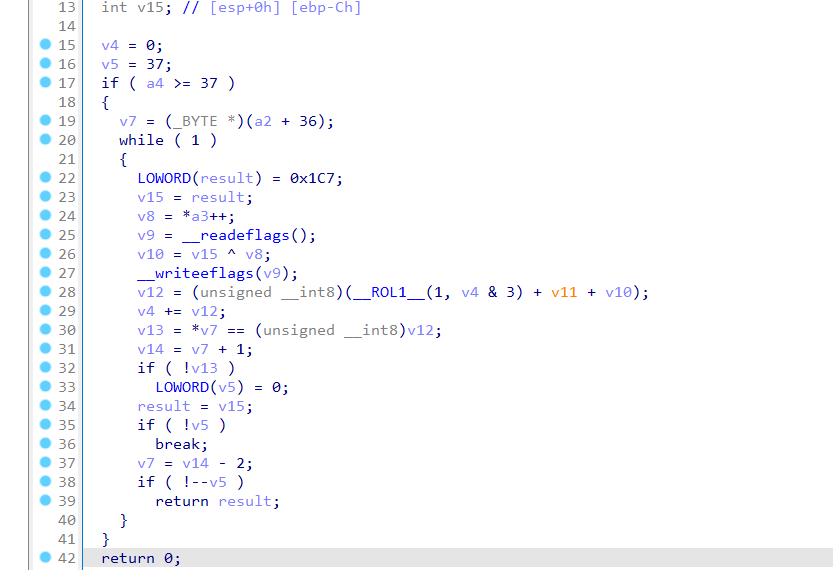 13 int v15; // [esp+0h] [ebp-Ch]
14
15 v4 = 0;
16 v5 = 37;
17 if ( a4 >= 37 )
18 {
19 v7 = (_BYTE *)(a2 + 36);
20 while ( 1 )
21 {
22 LOWORD(result) = 0x1C7;
23 v15 = result;
24 v8 = *a3++;
25 v9 = __readeflags();
26 v10 = v15 ^ v8;
27 __writeeflags(v9);
28 v12 = (unsigned __int8)(__ROL1__(1, v4 & 3) + v11 + v10);
29 v4 += v12;
30 v13 = *v7 == (unsigned __int8)v12;
31 v14 = v7 + 1;
32 if ( !v13 )
33 LOWORD(v5) = 0;
34 result = v15;
35 if ( !v5 )
36 break;
37 v7 = v14 - 2;
38 if ( !--v5 )
39 return result;
40 }
41 }
42 return 0;